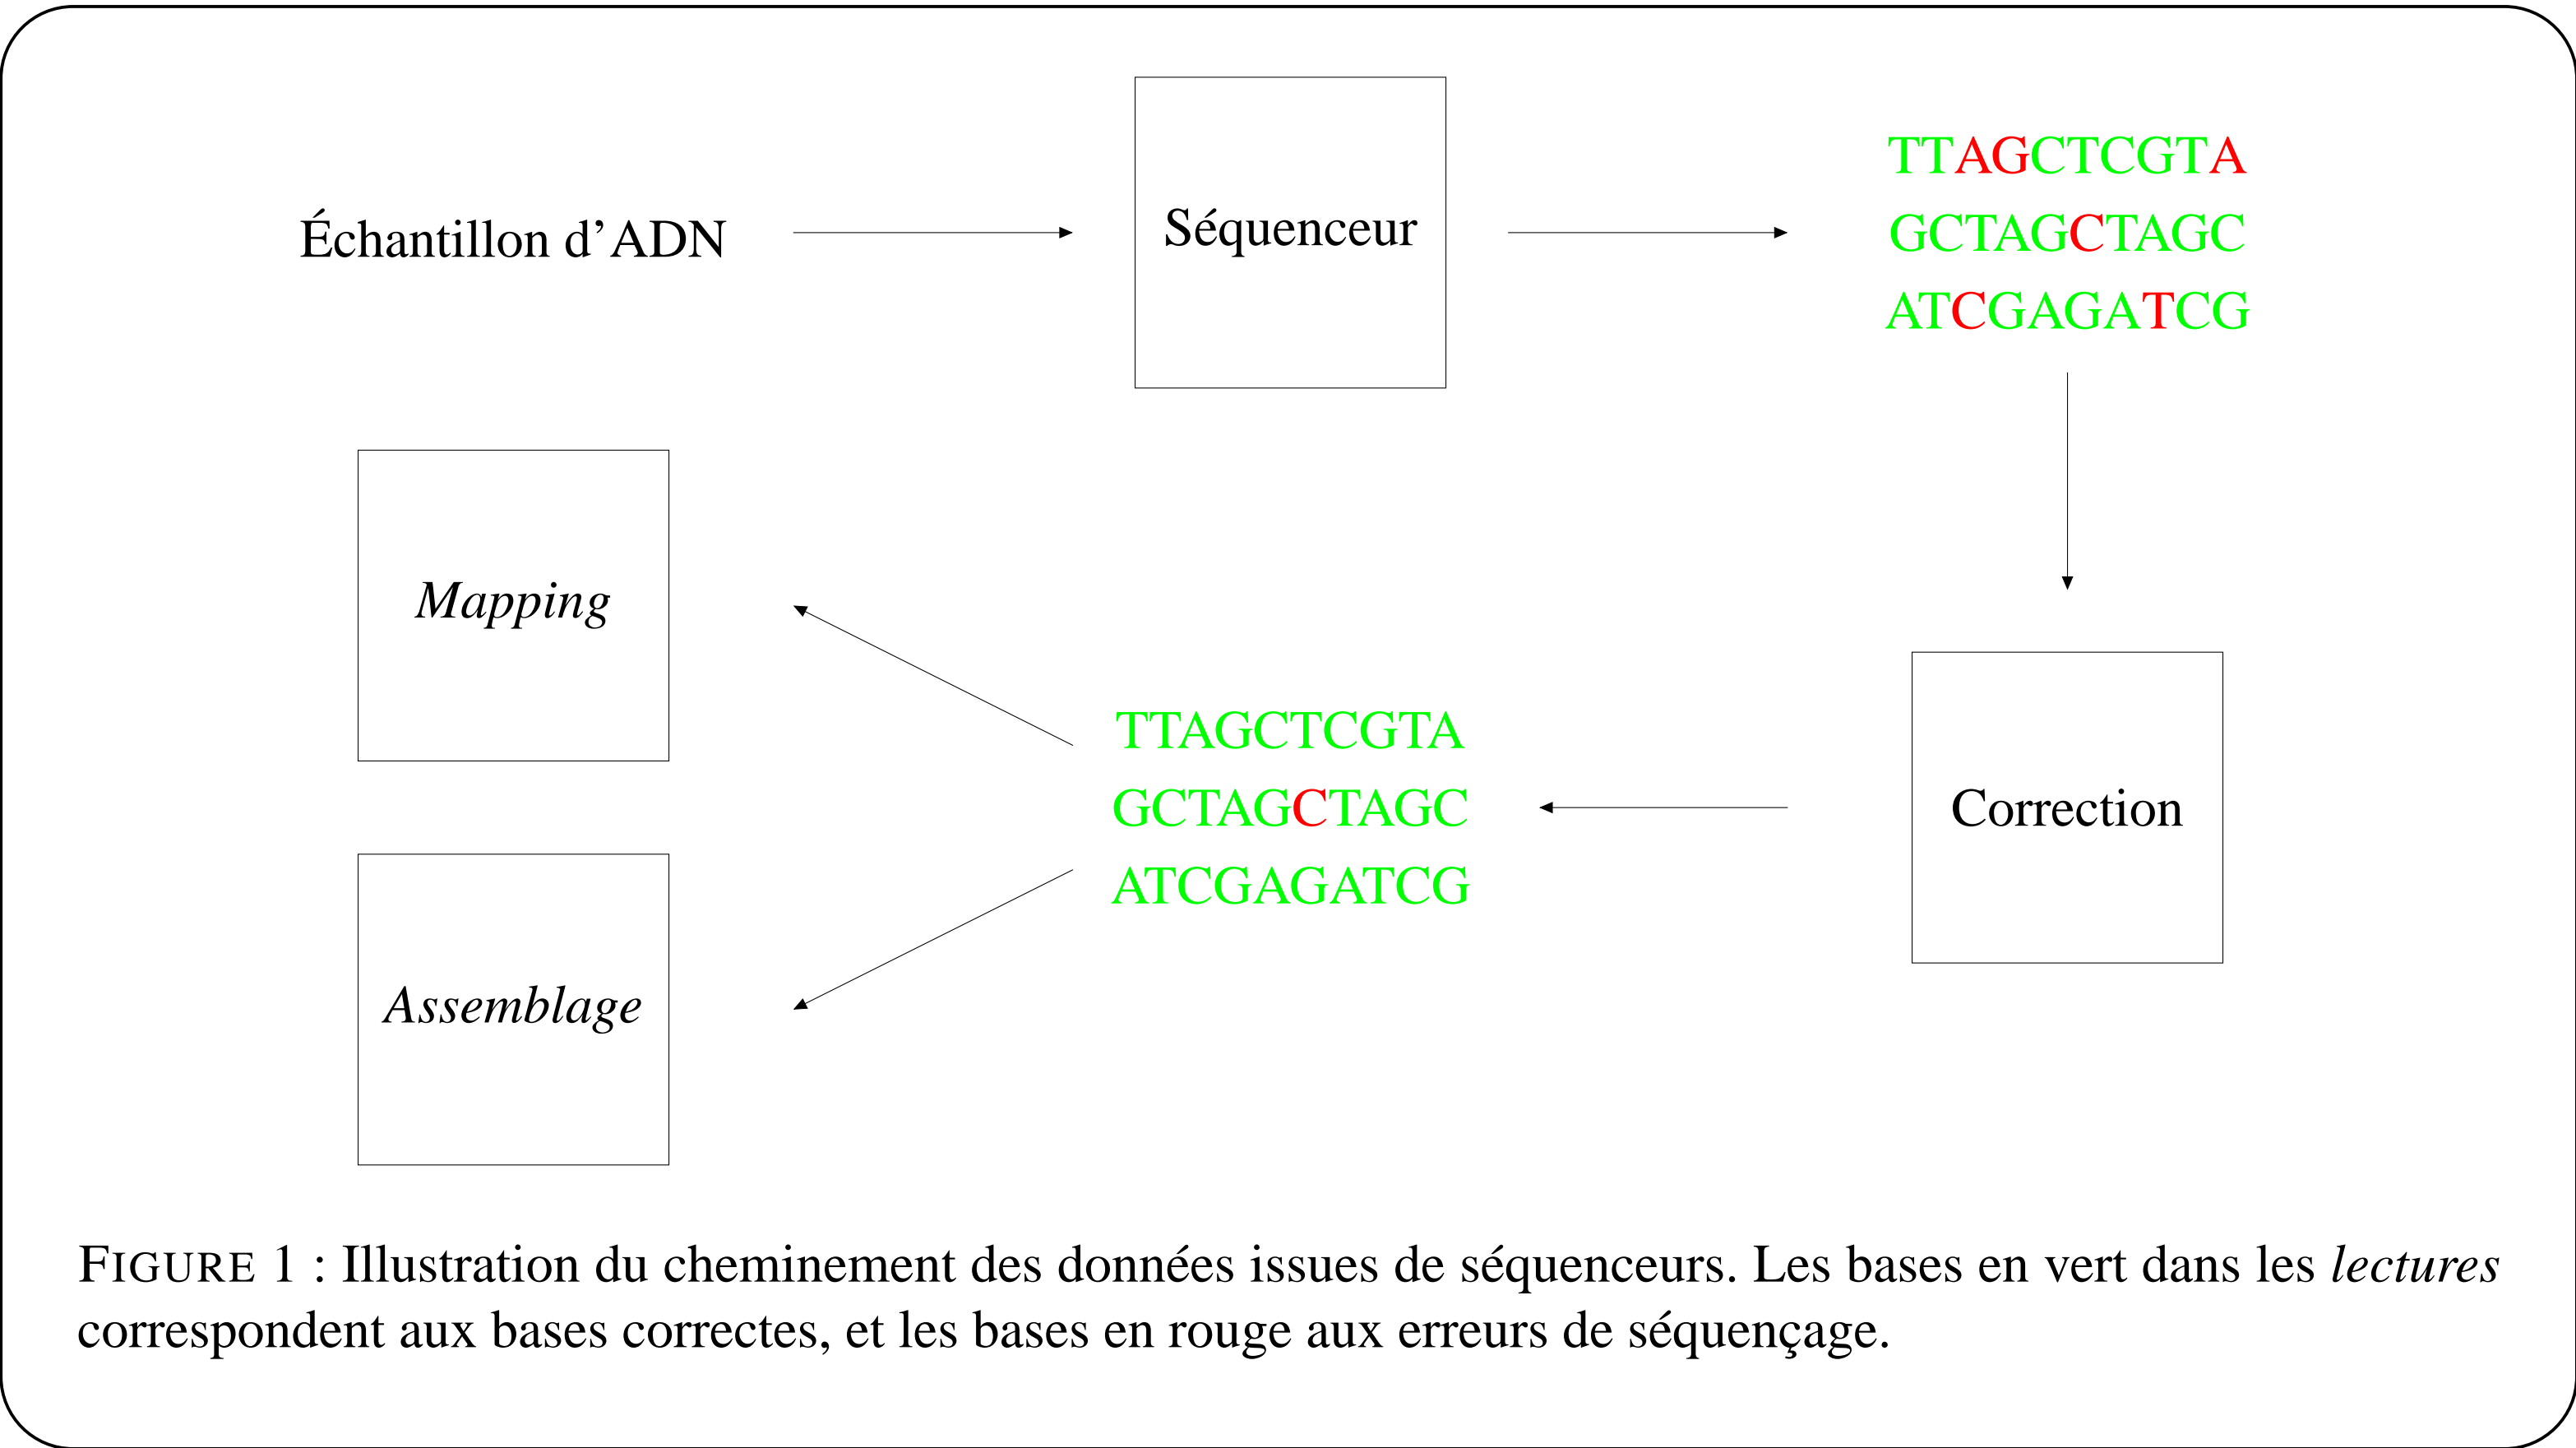 Échantillon d’ADN
Séquenceur
TTAGCTCGTA
GCTAGCTAGC
ATCGAGATCG
Mapping
Correction
TTAGCTCGTA
GCTAGCTAGC
ATCGAGATCG
Assemblage
FIGURE 1 : Illustration du cheminement des données issues de séquenceurs. Les bases en vert dans les lectures
correspondent aux bases correctes, et les bases en rouge aux erreurs de séquençage.